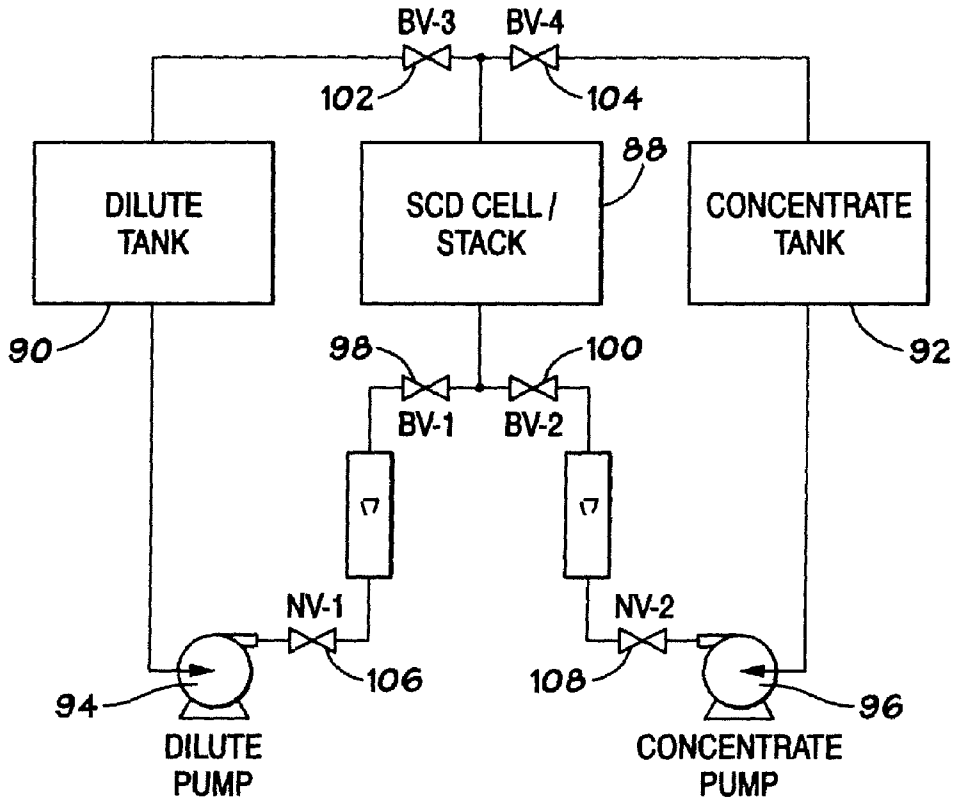 BV-3
BV-4
102
104
88
DILUTE
TANK
SCD CELL /
STACK
CONCENTRATE
TANK
90
98
100
92
BV-1
BV-2
NV-1
NV-2
94
106
108
96
DILUTE
PUMP
CONCENTRATE
PUMP